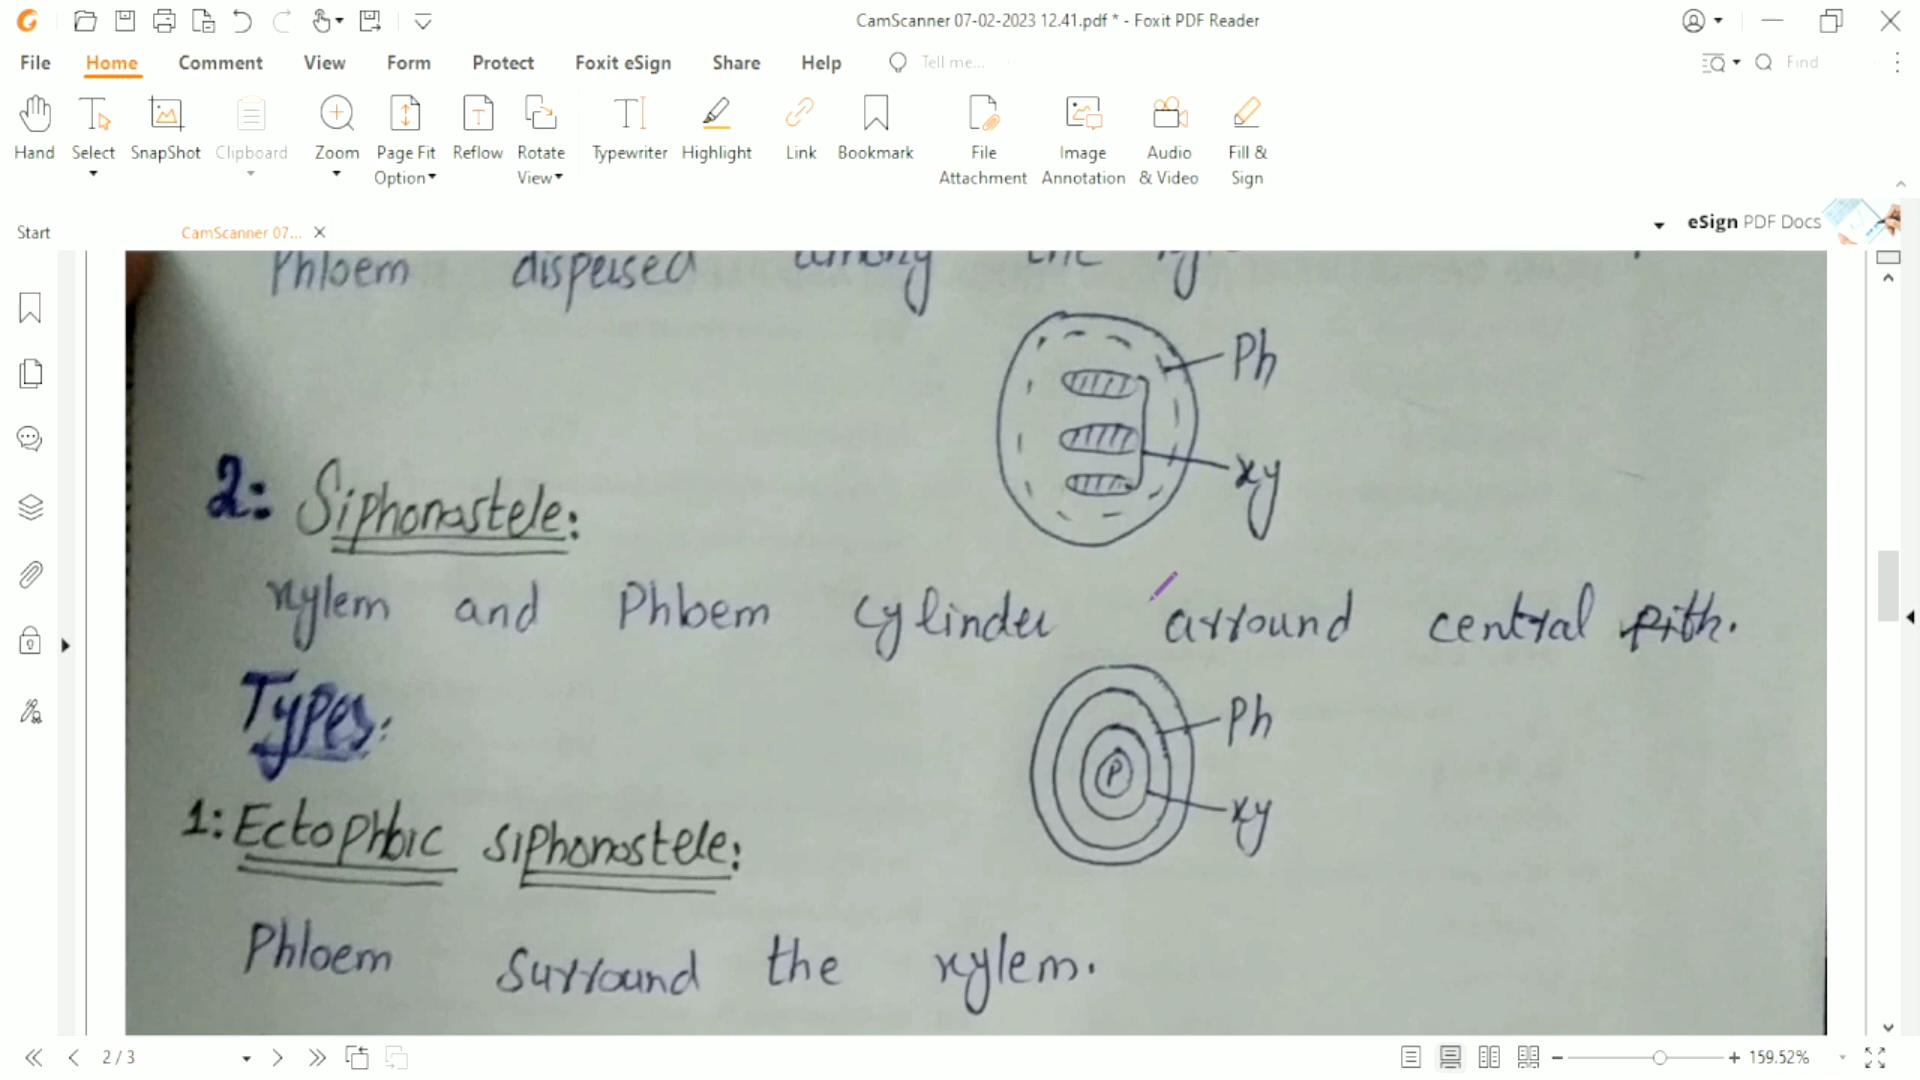 CamScanner 07-02-2023 12.41.pdf * - Foxit PDF Reader
File Home Comment View Form Protect Foxit eSign Share Help Tell me... Find
Hand Select SnapShot Clipboard Zoom Page Fit Option Reflow Rotate View Typewriter Highlight Link Bookmark File Attachment Image Annotation Audio & Video Fill & Sign
Start CamScanner 07... eSign PDF Docs
Phloem dispersed among the
Ph
xy
2: Siphonostele:
xylem and Phloem cylinder arround central pith.
Types:
Ph
P
xy
1: Ectophloic siphonostele:
Phloem surround the xylem.
2 / 3 159.52%